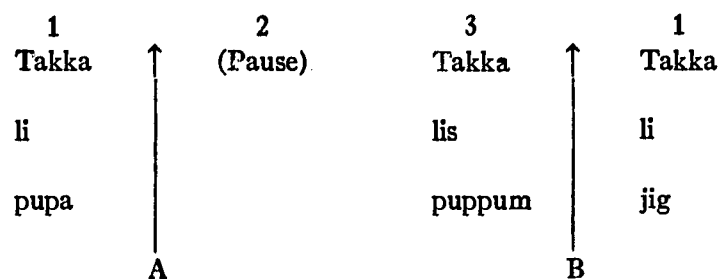 1 2 3 1
Takka (Pause) Takka Takka
li lis li
pupa puppum jig
A B